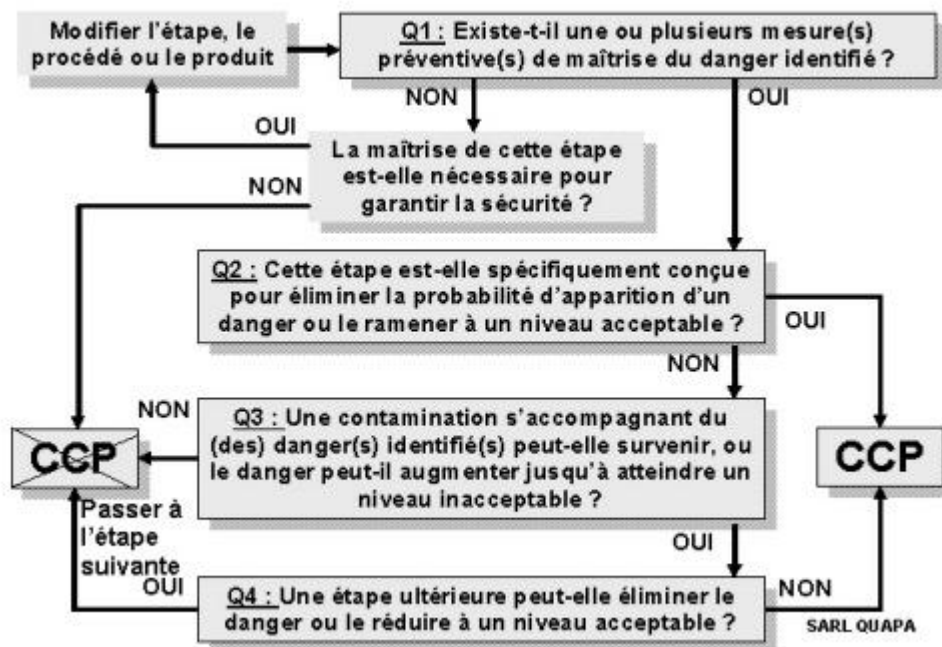 Modifier l'étape, le
procédé ou le produit
Q1 : Existe-t-il une ou plusieurs mesure(s)
préventive(s) de maîtrise du danger identifié ?
NON
OUI
OUI
La maîtrise de cette étape
est-elle nécessaire pour
garantir la sécurité ?
NON
Q2 : Cette étape est-elle spécifiquement conçue
pour éliminer la probabilité d'apparition d'un
danger ou le ramener à un niveau acceptable ?
OUI
NON
NON
Q3 : Une contamination s'accompagnant du
(des) danger(s) identifié(s) peut-elle survenir, ou
le danger peut-il augmenter jusqu'à atteindre un
niveau inacceptable ?
CCP
CCP
Passer à
l'étape
suivante
OUI
OUI
Q4 : Une étape ultérieure peut-elle éliminer le
danger ou le réduire à un niveau acceptable ?
NON
SARL QUAPA